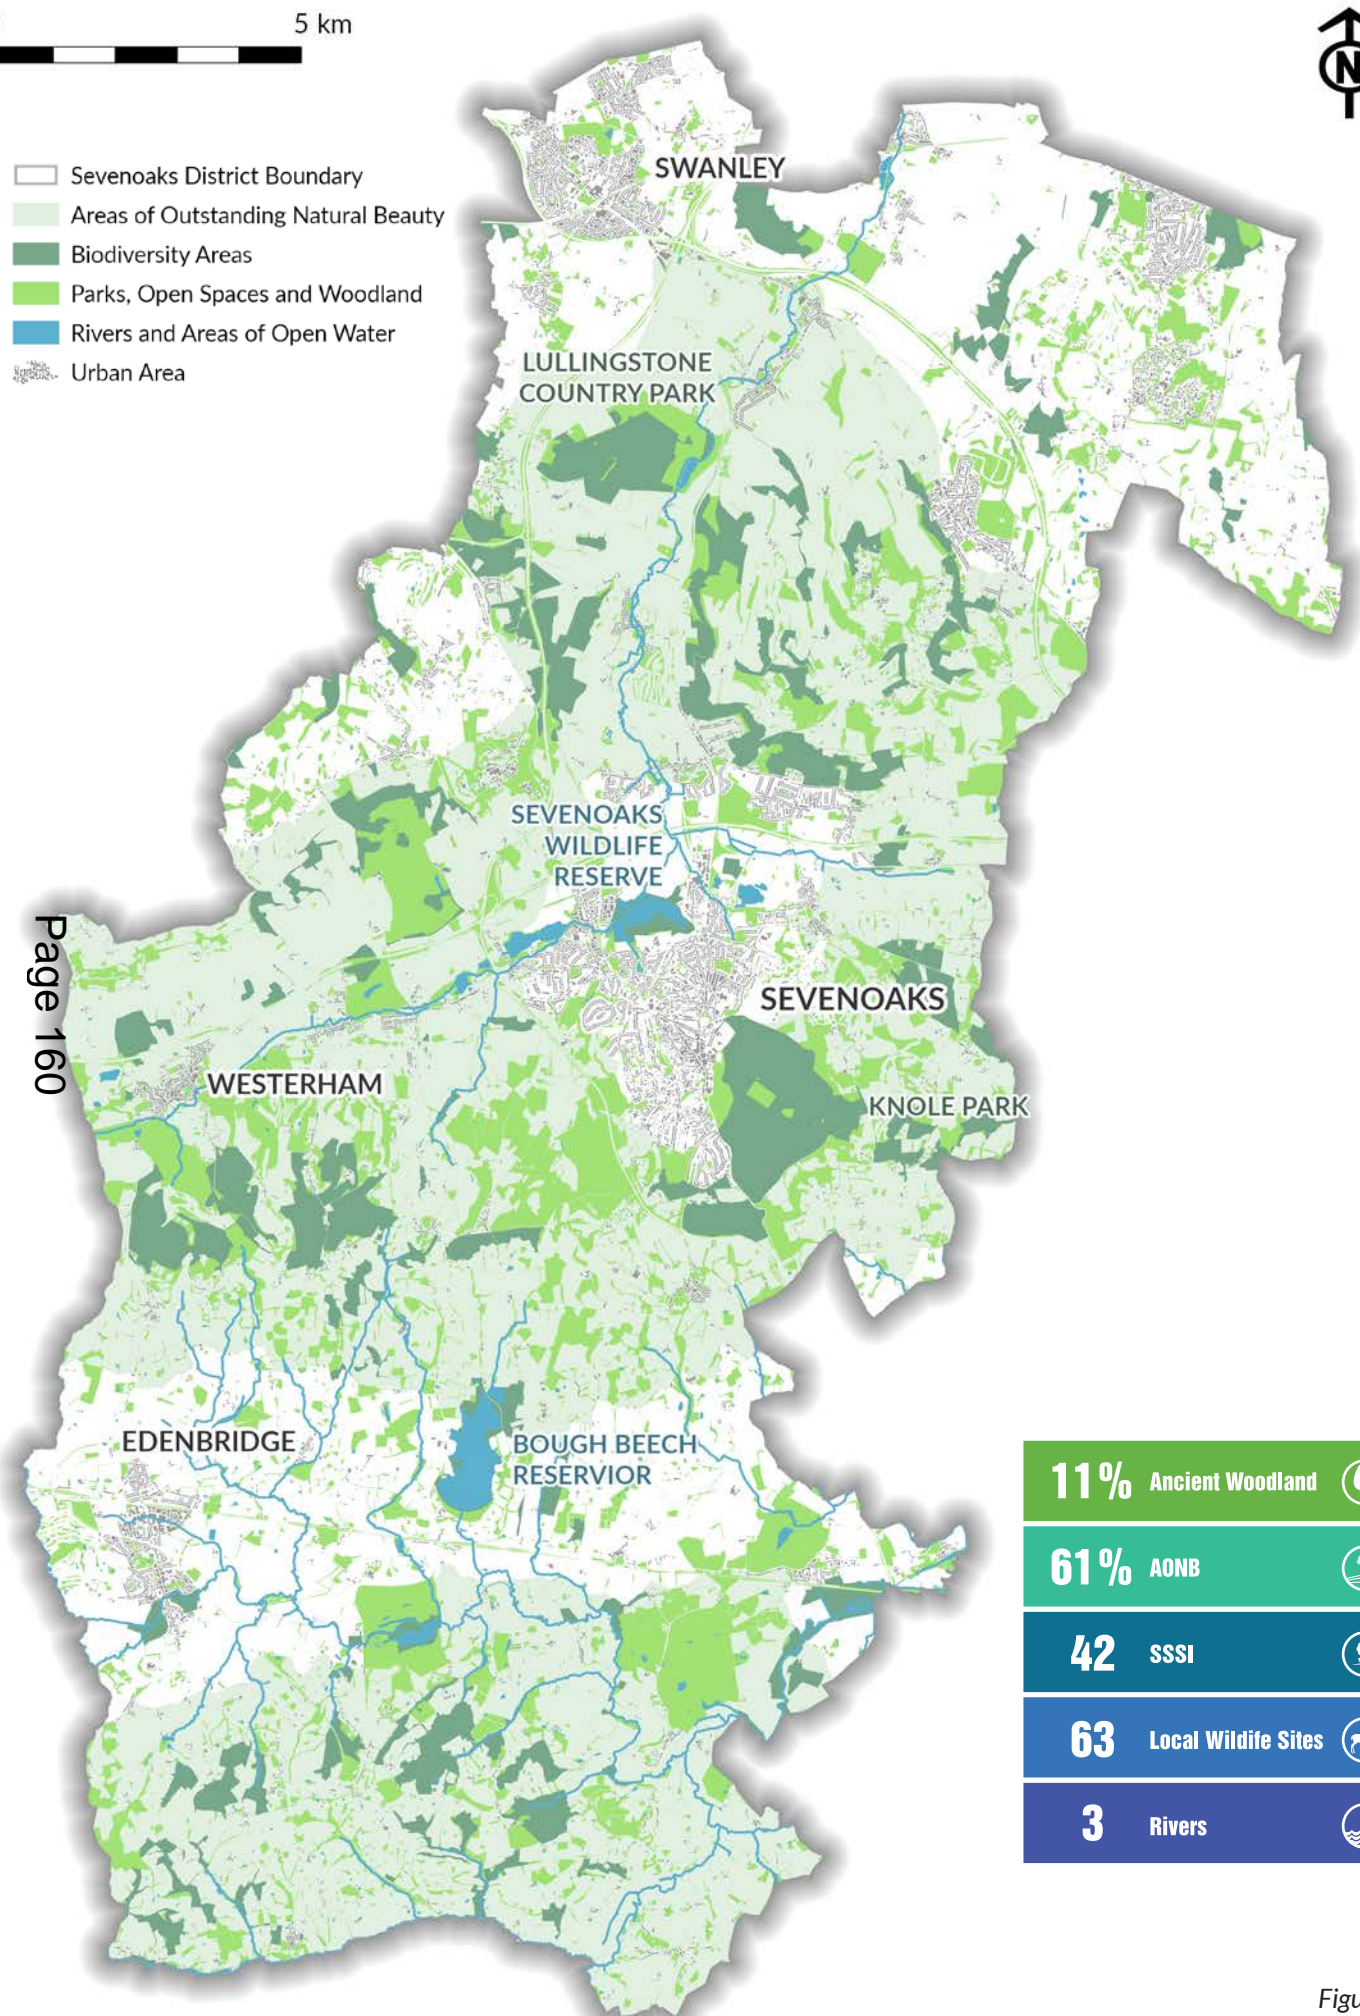 5 km
N
Sevenoaks District Boundary
Areas of Outstanding Natural Beauty
Biodiversity Areas
Parks, Open Spaces and Woodland
Rivers and Areas of Open Water
Urban Area
SWANLEY
LULLINGSTONE
COUNTRY PARK
SEVENOAKS
WILDLIFE
RESERVE
SEVENOAKS
Page 160
WESTERHAM
KNOLE PARK
EDENBRIDGE
BOUGH BEECH
RESERVIOR
11% Ancient Woodland
61% AONB
42 SSSI
63 Local Wildife Sites
3 Rivers